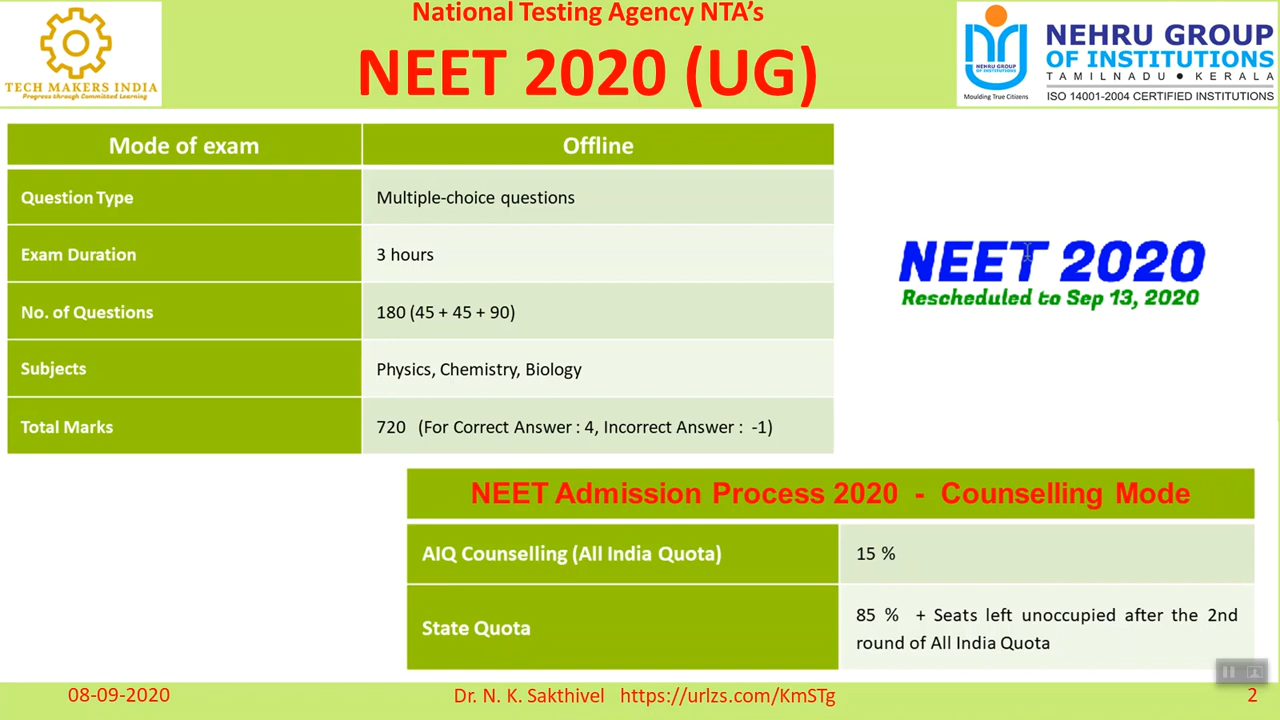 National Testing Agency NTA's
NEET 2020 (UG)
TECH MAKERS INDIA
Progress through Committed Learning
NEHRU GROUP
OF INSTITUTIONS
Moulding True Citizens
NEHRU GROUP
OF INSTITUTIONS
TAMILNADU • KERALA
ISO 14001-2004 CERTIFIED INSTITUTIONS
Mode of exam Offline
Question Type Multiple-choice questions
Exam Duration 3 hours
No. of Questions 180 (45 + 45 + 90)
Subjects Physics, Chemistry, Biology
Total Marks 720 (For Correct Answer : 4, Incorrect Answer : -1)
NEET 2020
Rescheduled to Sep 13, 2020
NEET Admission Process 2020 - Counselling Mode
AIQ Counselling (All India Quota) 15 %
State Quota 85 % + Seats left unoccupied after the 2nd
round of All India Quota
08-09-2020 Dr. N. K. Sakthivel https://urlzs.com/KmSTg 2